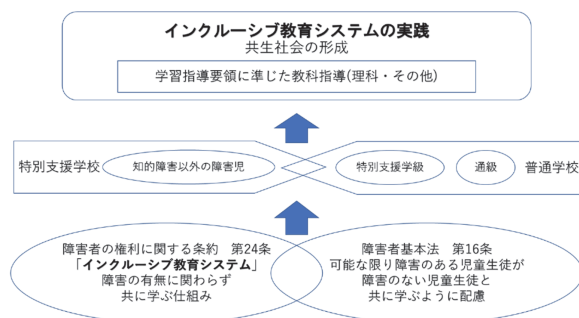 インクルーシブ教育システムの実践
共生社会の形成
学習指導要領に準じた教科指導(理科・その他)
特別支援学校
知的障害以外の障害児
特別支援学級
通級
普通学校
障害者の権利に関する条約　第24条
「インクルーシブ教育システム」
障害の有無に関わらず
共に学ぶ仕組み
障害者基本法　第16条
可能な限り障害のある児童生徒が
障害のない児童生徒と
共に学ぶように配慮